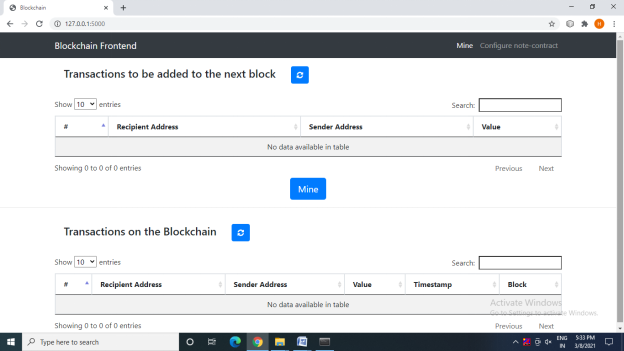 Blockchain
127.0.0.1:5000
H
Blockchain Frontend
Mine Configure note-contract
Transactions to be added to the next block
Show 10 entries Search:
# Recipient Address Sender Address Value
No data available in table
Showing 0 to 0 of 0 entries Previous Next
Mine
Transactions on the Blockchain
Show 10 entries Search:
# Recipient Address Sender Address Value Timestamp Block
No data available in table
Activate Windows
Go to Settings to activate Windows.
Showing 0 to 0 of 0 entries Previous Next
Type here to search
ENG
IN
5:33 PM
3/8/2021